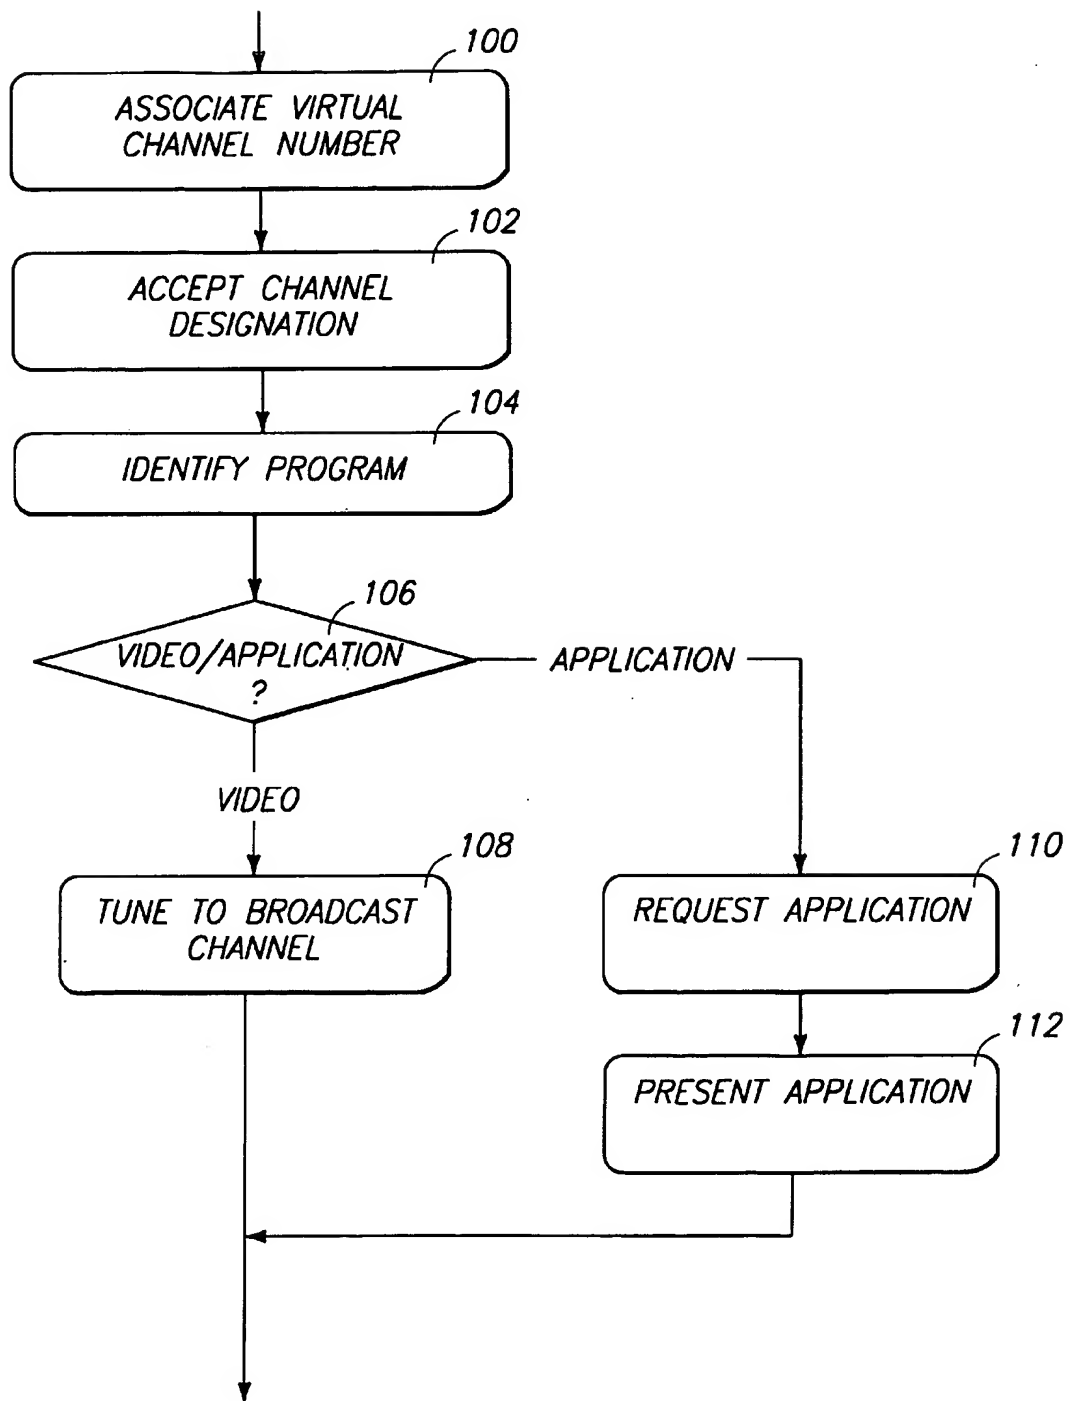 100
ASSOCIATE VIRTUAL
CHANNEL NUMBER
102
ACCEPT CHANNEL
DESIGNATION
104
IDENTIFY PROGRAM
106
VIDEO/APPLICATION
?
APPLICATION
VIDEO
108
TUNE TO BROADCAST
CHANNEL
110
REQUEST APPLICATION
112
PRESENT APPLICATION